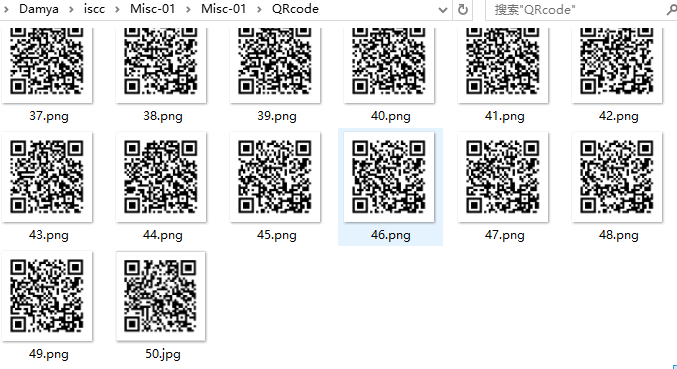 Damya > iscc > Misc-01 > Misc-01 > QRcode
搜索"QRcode"
37.png 38.png 39.png 40.png 41.png 42.png
43.png 44.png 45.png 46.png 47.png 48.png
49.png 50.jpg